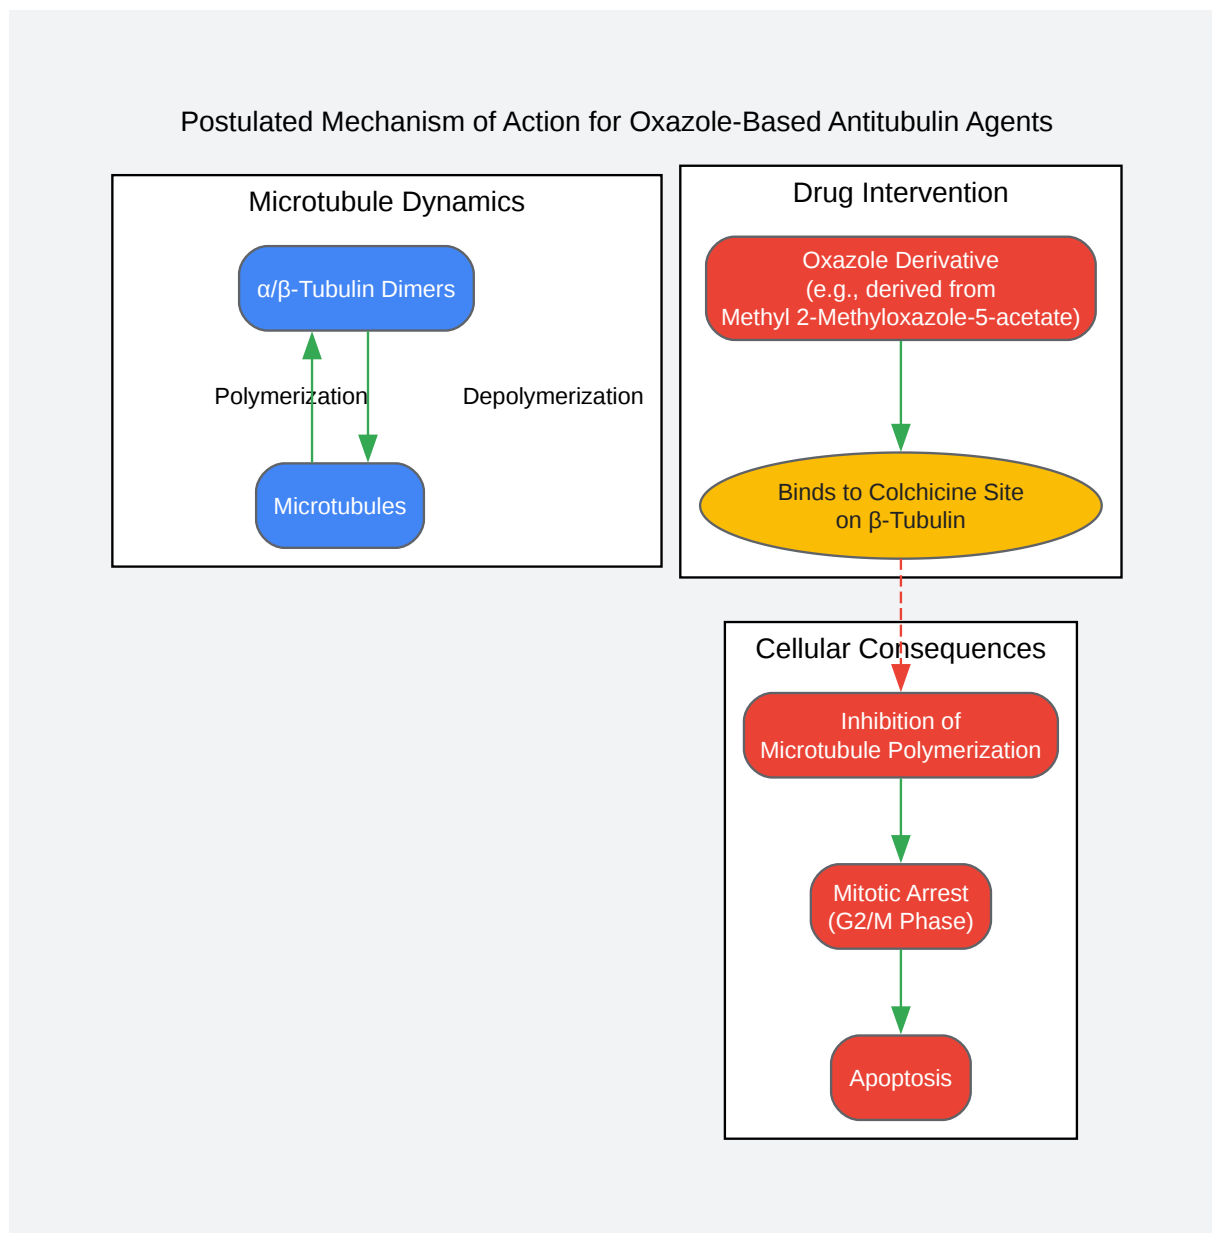 Postulated Mechanism of Action for Oxazole-Based Antitubulin Agents
Microtubule Dynamics
α/β-Tubulin Dimers
Polymerization
Depolymerization
Microtubules
Drug Intervention
Oxazole Derivative
(e.g., derived from
Methyl 2-Methyloxazole-5-acetate)
Binds to Colchicine Site
on β-Tubulin
Cellular Consequences
Inhibition of
Microtubule Polymerization
Mitotic Arrest
(G2/M Phase)
Apoptosis